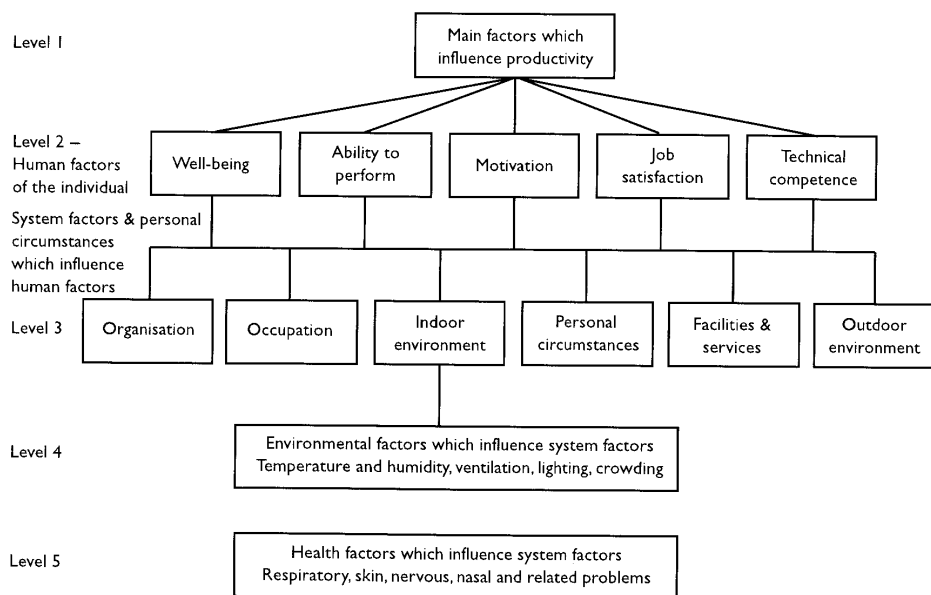 Level 1
Main factors which
influence productivity
Level 2 –
Human factors
of the individual
Well-being
Ability to
perform
Motivation
Job
satisfaction
Technical
competence
System factors & personal
circumstances
which influence
human factors
Level 3
Organisation
Occupation
Indoor
environment
Personal
circumstances
Facilities &
services
Outdoor
environment
Level 4
Environmental factors which influence system factors
Temperature and humidity, ventilation, lighting, crowding
Level 5
Health factors which influence system factors
Respiratory, skin, nervous, nasal and related problems